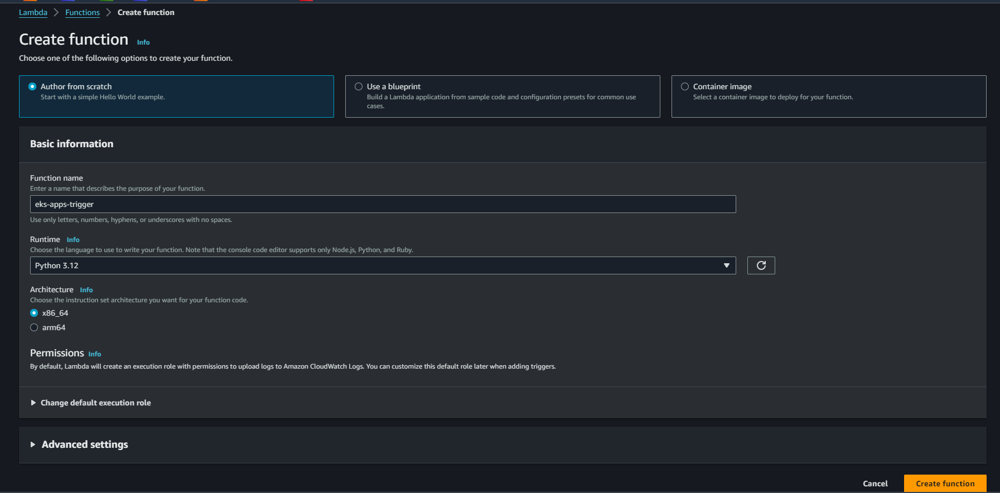 Lambda > Functions > Create function
Create function Info
Choose one of the following options to create your function.
Author from scratch
Start with a simple Hello World example.
Use a blueprint
Build a Lambda application from sample code and configuration presets for common use
cases.
Container image
Select a container image to deploy for your function.
Basic information
Function name
Enter a name that describes the purpose of your function.
eks-apps-trigger
Use only letters, numbers, hyphens, or underscores with no spaces.
Runtime Info
Choose the language to use to write your function. Note that the console code editor supports only Node.js, Python, and Ruby.
Python 3.12
Architecture Info
Choose the instruction set architecture you want for your function code.
x86_64
arm64
Permissions Info
By default, Lambda will create an execution role with permissions to upload logs to Amazon CloudWatch Logs. You can customize this default role later when adding triggers.
Change default execution role
Advanced settings
Cancel
Create function